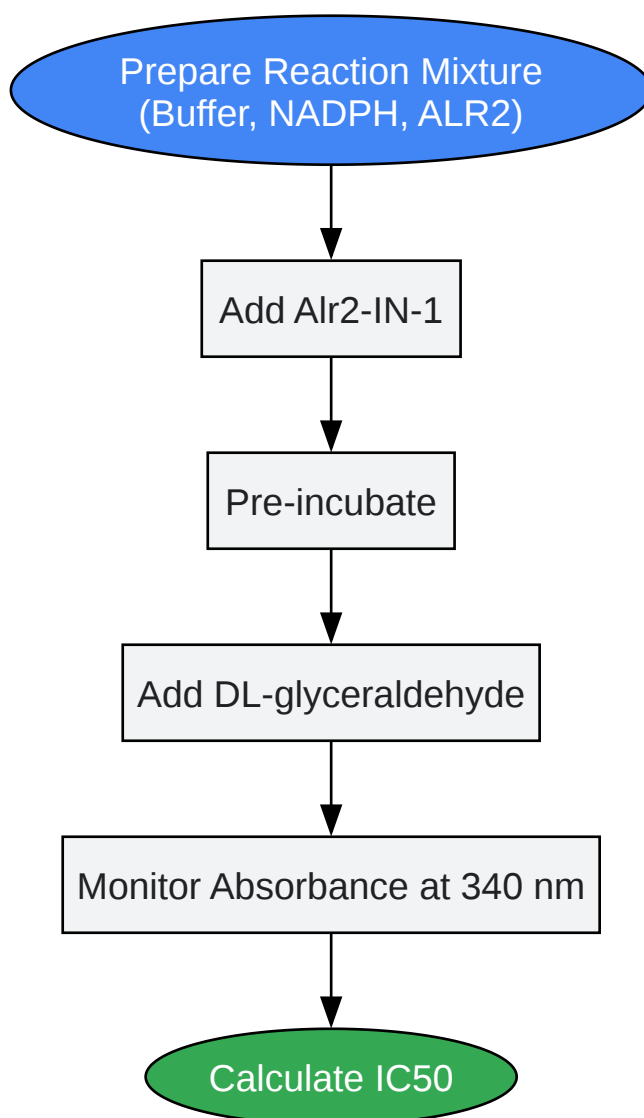 Prepare Reaction Mixture
(Buffer, NADPH, ALR2)
Add Alr2-IN-1
Pre-incubate
Add DL-glyceraldehyde
Monitor Absorbance at 340 nm
Calculate IC50